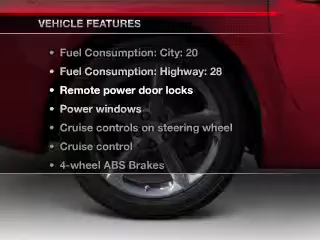 VEHICLE FEATURES
• Fuel Consumption: City: 20
• Fuel Consumption: Highway: 28
• Remote power door locks
• Power windows
• Cruise controls on steering wheel
• Cruise control
• 4-wheel ABS Brakes